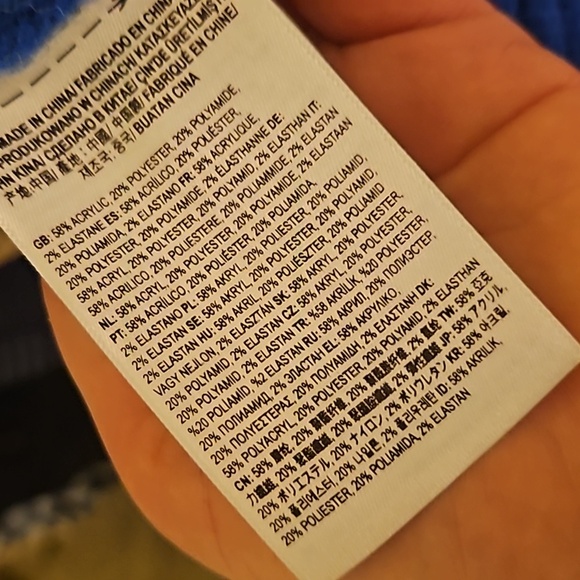 MADE IN CHINA/ FABRICADO EN CHINA
PRODUKOWANO W CHINACH/ ΚΑΤΑΣΚΕΥΑΖ
IN KINA/ СДЕЛАНО В КИТАЕ/ ÇİN'DE ÜRETİLMİŞTİR/
产地:中国 產地: 中國 中国製/ FABRIQUÉ EN CHINE/
제조국: 중국/ BUATAN CINA
GB: 58% ACRYLIC, 20% POLYESTER, 20% POLYAMIDE,
2% ELASTANE ES: 58% ACRÍLICO, 20% POLIÉSTER,
20% POLIAMIDA, 2% ELASTANO FR: 58% ACRYLIQUE,
20% POLYESTER, 20% POLYAMIDE, 2% ÉLASTHANNE DE:
58% ACRYL, 20% POLYESTER, 20% POLYAMID, 2% ELASTHAN IT:
58% ACRILICO, 20% POLIESTERE, 20% POLIAMMIDE, 2% ELASTAN
NL: 58% ACRYL, 20% POLYESTER, 20% POLYAMIDE, 2% ELASTAAN
PT: 58% ACRÍLICO, 20% POLIÉSTER, 20% POLIAMIDA,
2% ELASTANO PL: 58% AKRYL, 20% POLIESTER, 20% POLIAMID,
2% ELASTAN SE: 58% AKRYL, 20% POLYESTER, 20% POLYAMID,
2% ELASTAN HU: 58% AKRIL, 20% POLIÉSZTER, 20% POLIAMID
VAGY NEJLON, 2% ELASZTÁN SK: 58% AKRYL, 20% POLYESTER,
20% POLYAMID, 2% ELASTAN CZ: 58% AKRYL, 20% POLYESTER,
20% POLYAMID, 2% ELASTAN TR: %58 AKRİLİK, %20 POLYESTER,
%20 POLİAMİD, %2 ELASTAN RU: 58% АКРИЛ, 20% ПОЛИЭСТЕР,
20% ПОЛИАМИД, 2% ЭЛАСТАН EL: 58% ΑΚΡΥΛΙΚΟ,
20% ΠΟΛΥΕΣΤΕΡΑΣ, 20% ΠΟΛΥΑΜΙΔΗ, 2% ΕΛΑΣΤΑΝΗ DK:
58% POLYACRYL, 20% POLYESTER, 20% POLYAMID, 2% ELASTHAN
CN: 58% 腈纶, 20% 聚酯纤维, 20% 聚酰胺纤维, 2% 氨纶 TW: 58% 亞克
力纖維, 20% 聚酯纖維, 20% 聚醯胺纖維, 2% 彈性纖維 JP: 58% アクリル,
20% ポリエステル, 20% ナイロン, 2% ポリウレタン KR: 58% 아크릴,
20% 폴리에스터, 20% 나일론, 2% 폴리우레탄 ID: 58% AKRILIK,
20% POLIESTER, 20% POLIAMIDA, 2% ELASTAN